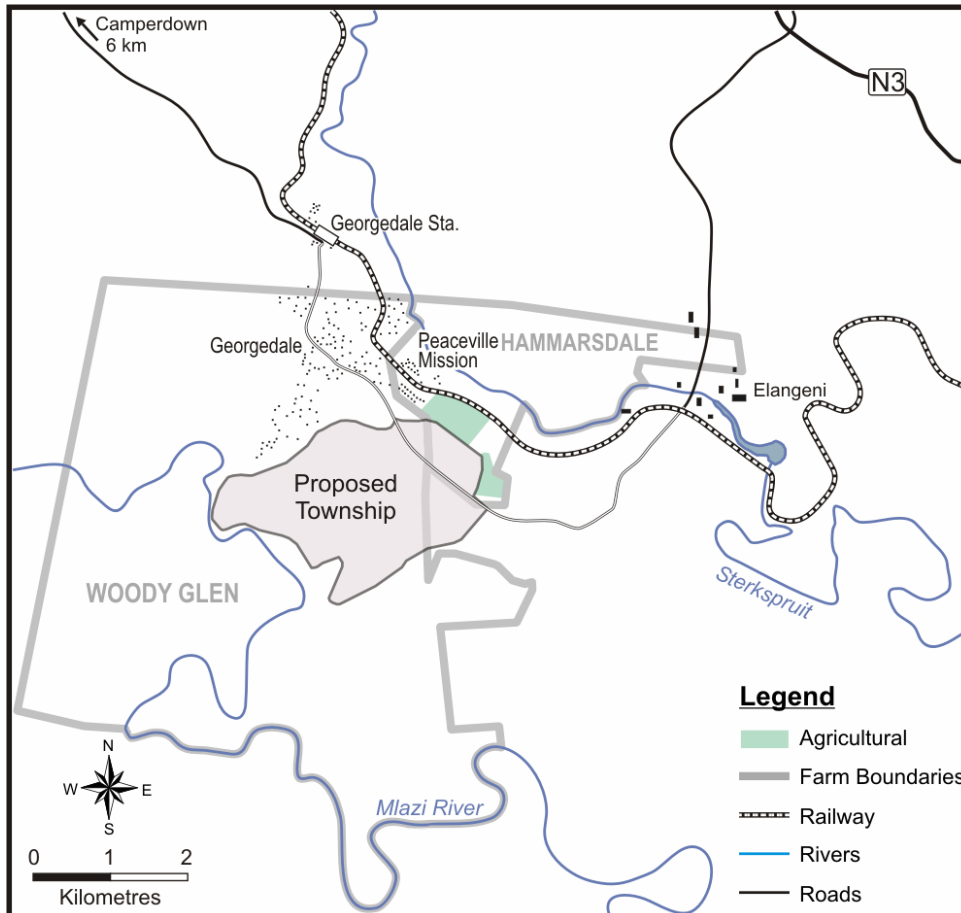 Camperdown
6 km
N3
Georgedale Sta.
Georgedale
Peaceville
Mission
HAMMARSDALE
Elangeni
Proposed
Township
WOODY GLEN
Sterkspruit
Mlazi River
N
W E
S
0 1 2
Kilometres
Legend
Agricultural
Farm Boundaries
Railway
Rivers
Roads